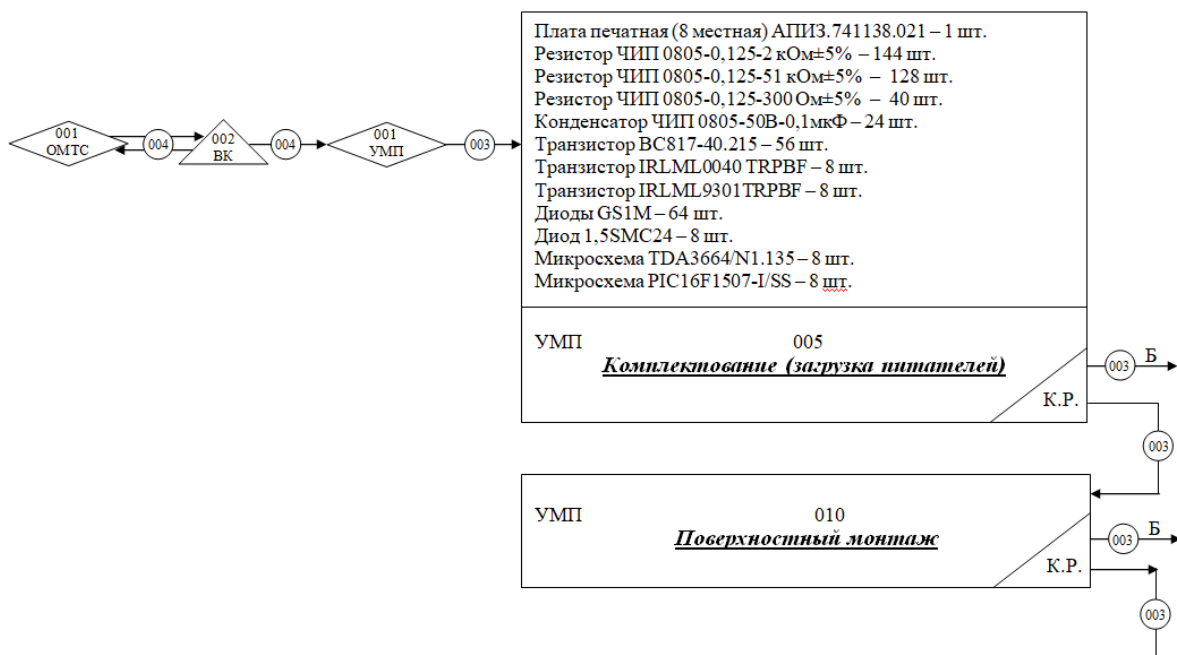 Плата печатная (8 местная) АПИЗ.741138.021 – 1 шт.
Резистор ЧИП 0805-0,125-2 кОм±5% – 144 шт.
Резистор ЧИП 0805-0,125-51 кОм±5% – 128 шт.
Резистор ЧИП 0805-0,125-300 Ом±5% – 40 шт.
Конденсатор ЧИП 0805-50В-0,1мкФ – 24 шт.
Транзистор BC817-40.215 – 56 шт.
Транзистор IRLML0040 TRPBF – 8 шт.
Транзистор IRLML9301TRPBF – 8 шт.
Диоды GS1M – 64 шт.
Диод 1,5SMC24 – 8 шт.
Микросхема TDA3664/N1.135 – 8 шт.
Микросхема PIC16F1507-I/SS – 8 шт.
001
ОМТС
004
002
ВК
004
001
УМП
003
УМП 005
Комплектование (загрузка питателей)
К.Р.
003 Б
003
УМП 010
Поверхностный монтаж
К.Р.
003 Б
003